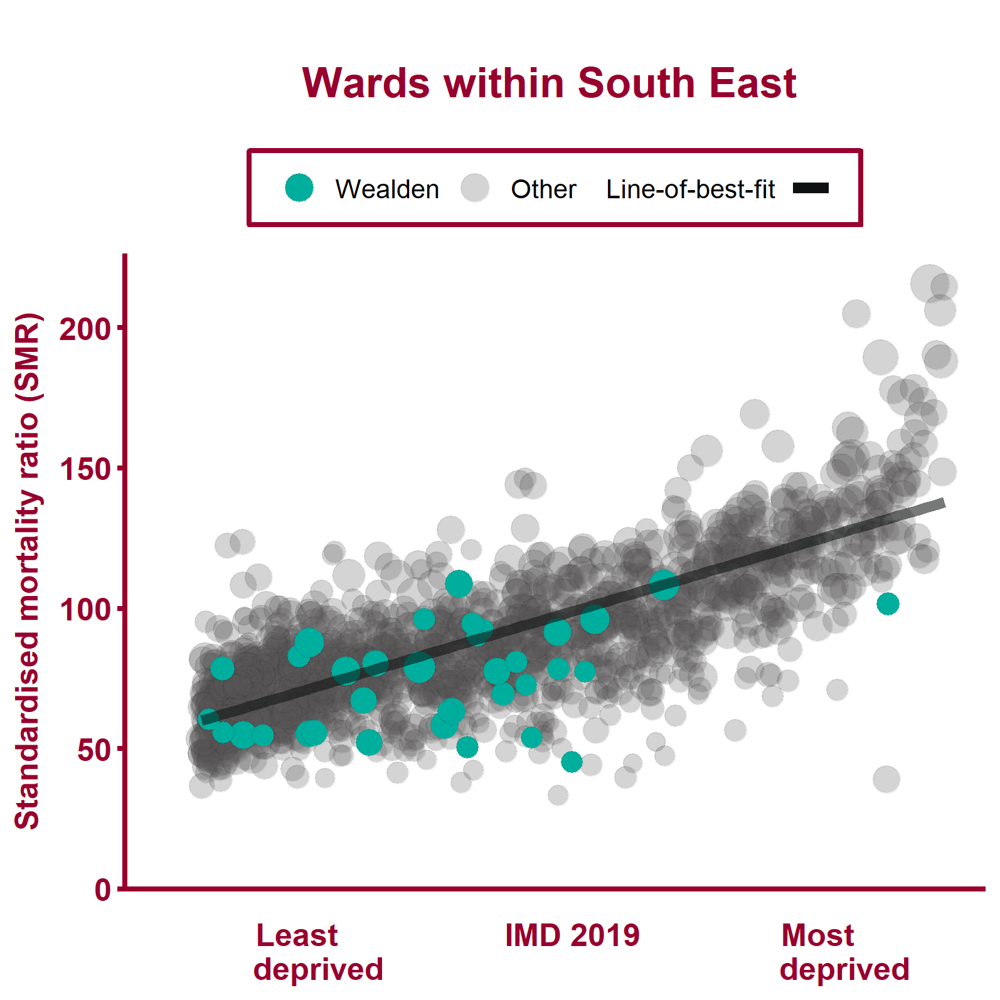 Wards within South East
Wealden Other Line-of-best-fit
Standardised mortality ratio (SMR)
200
150
100
50
0
Least deprived
IMD 2019
Most deprived